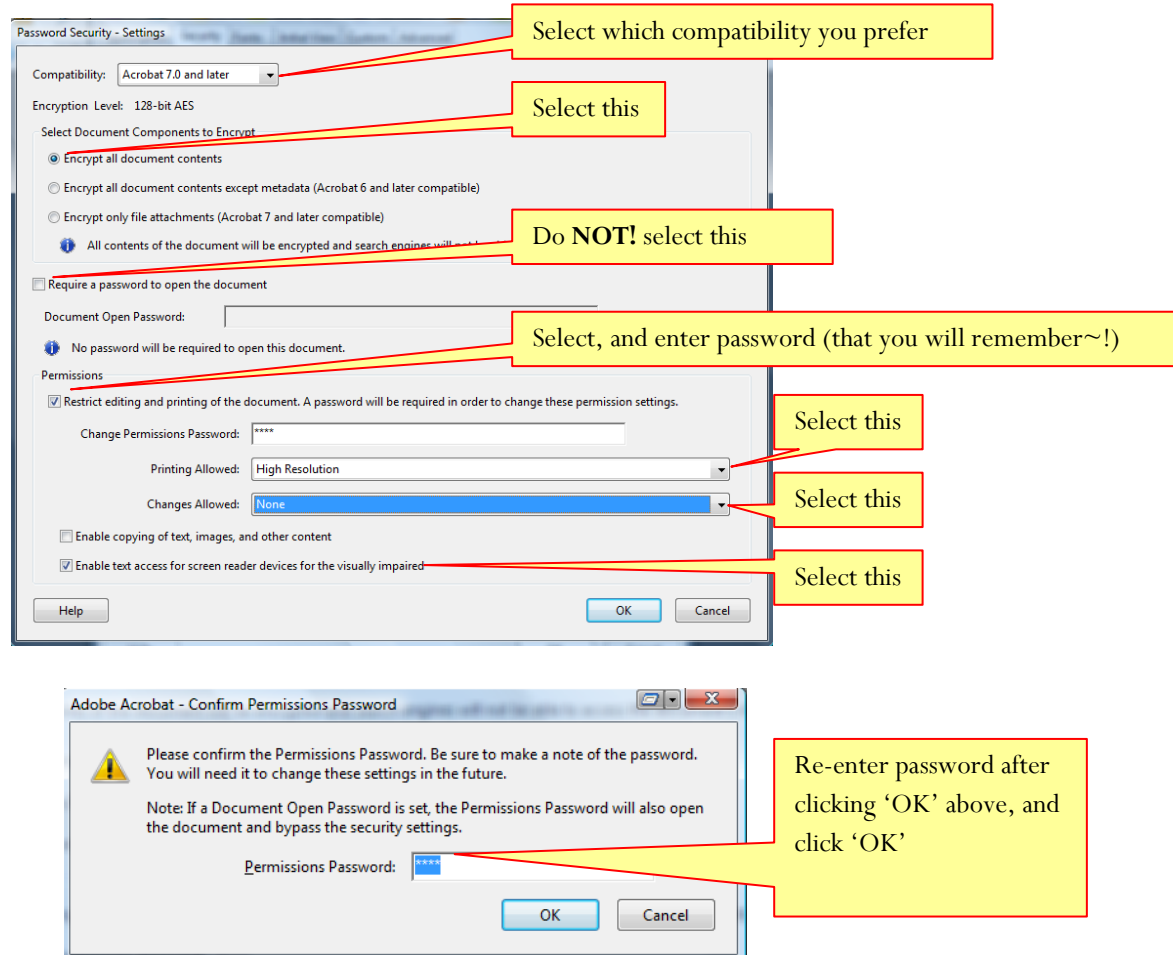 Select which compatibility you prefer
Password Security - Settings
Compatibility: Acrobat 7.0 and later
Encryption Level: 128-bit AES
Select this
Select Document Components to Encrypt
Encrypt all document contents
Encrypt all document contents except metadata (Acrobat 6 and later compatible)
Encrypt only file attachments (Acrobat 7 and later compatible)
Do NOT! select this
All contents of the document will be encrypted and search engines will not
Require a password to open the document
Document Open Password:
Select, and enter password (that you will remember~!)
No password will be required to open this document.
Permissions
Restrict editing and printing of the document. A password will be required in order to change these permission settings.
Select this
Change Permissions Password: ****
Printing Allowed: High Resolution
Select this
Changes Allowed: None
Enable copying of text, images, and other content
Enable text access for screen reader devices for the visually impaired
Select this
Help OK Cancel
Adobe Acrobat - Confirm Permissions Password
Please confirm the Permissions Password. Be sure to make a note of the password.
You will need it to change these settings in the future.
Note: If a Document Open Password is set, the Permissions Password will also open
the document and bypass the security settings.
Permissions Password: ****
OK Cancel
Re-enter password after
clicking ‘OK’ above, and
click ‘OK’